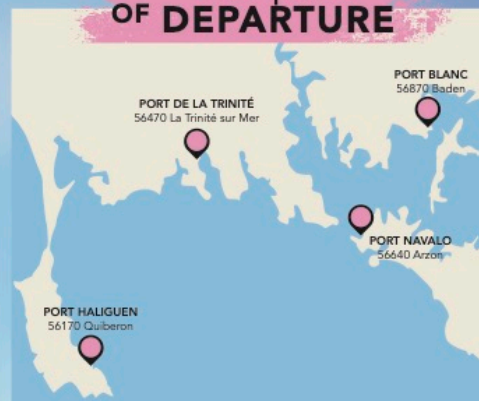 OF DEPARTURE
PORT BLANC
56870 Baden
PORT DE LA TRINITÉ
56470 La Trinité sur Mer
PORT NAVALO
56640 Arzon
PORT HALIGUEN
56170 Quiberon